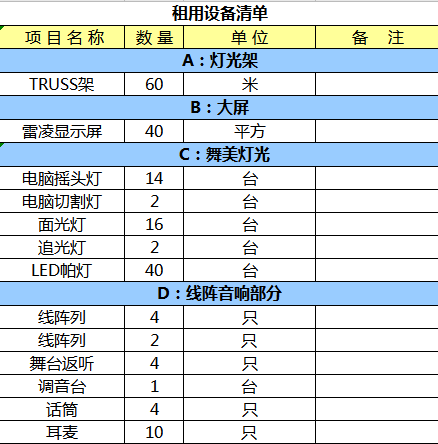 租用设备清单
项目名称 数量 单位 备 注
A：灯光架
TRUSS架 60 米
B：大屏
雷凌显示屏 40 平方
C：舞美灯光
电脑摇头灯 14 台
电脑切割灯 2 台
面光灯 16 台
追光灯 2 台
LED帕灯 40 台
D：线阵音响部分
线阵列 4 只
线阵列 2 只
舞台返听 4 只
调音台 1 台
话筒 4 只
耳麦 10 只